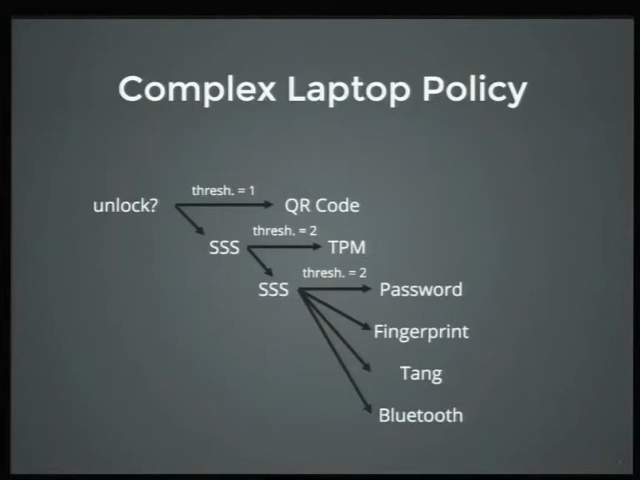 Complex Laptop Policy
thresh. = 1
unlock?
QR Code
thresh. = 2
SSS
TPM
thresh. = 2
SSS
Password
Fingerprint
Tang
Bluetooth